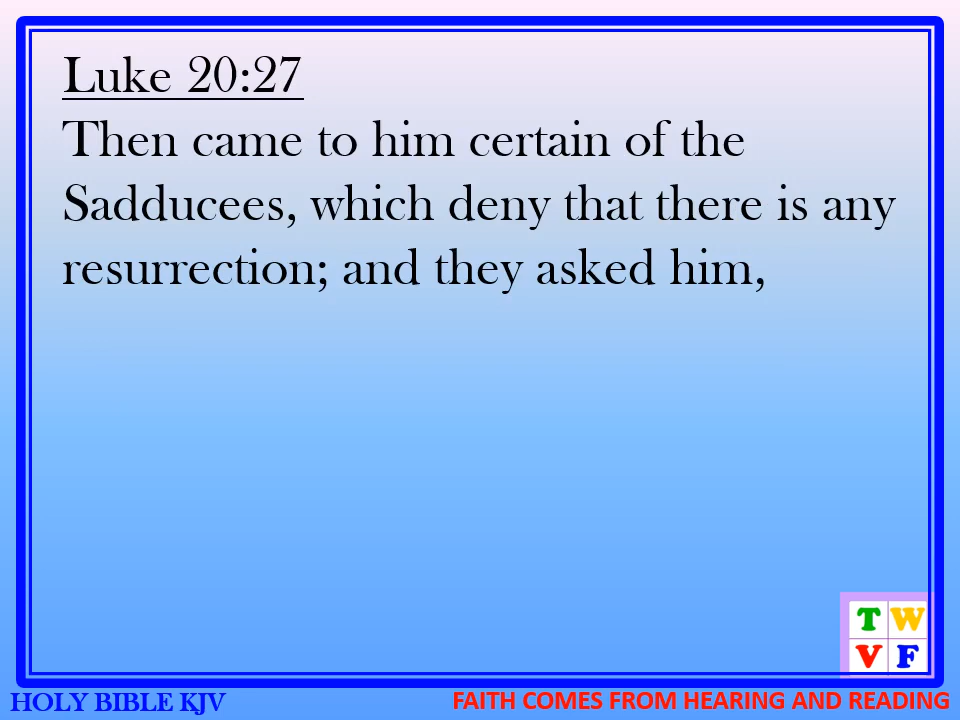 Luke 20:27
Then came to him certain of the
Sadducees, which deny that there is any
resurrection; and they asked him,
T W
V F
HOLY BIBLE KJV
FAITH COMES FROM HEARING AND READING